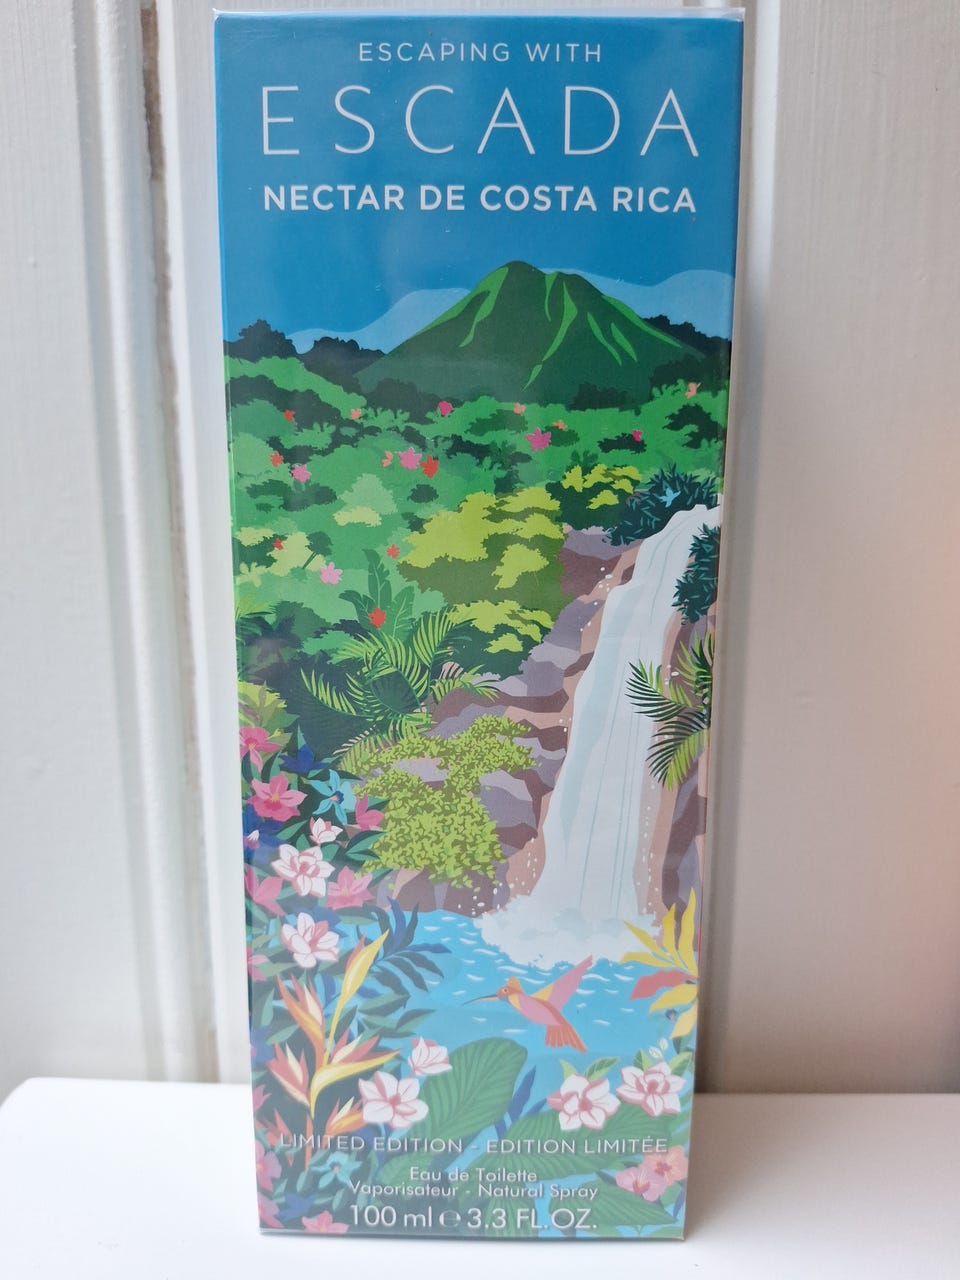 ESCAPING WITH
ESCADA
NECTAR DE COSTA RICA
LIMITED EDITION - EDITION LIMITÉE
Eau de Toilette
Vaporisateur - Natural Spray
100 ml ℮ 3.3 FL.OZ.